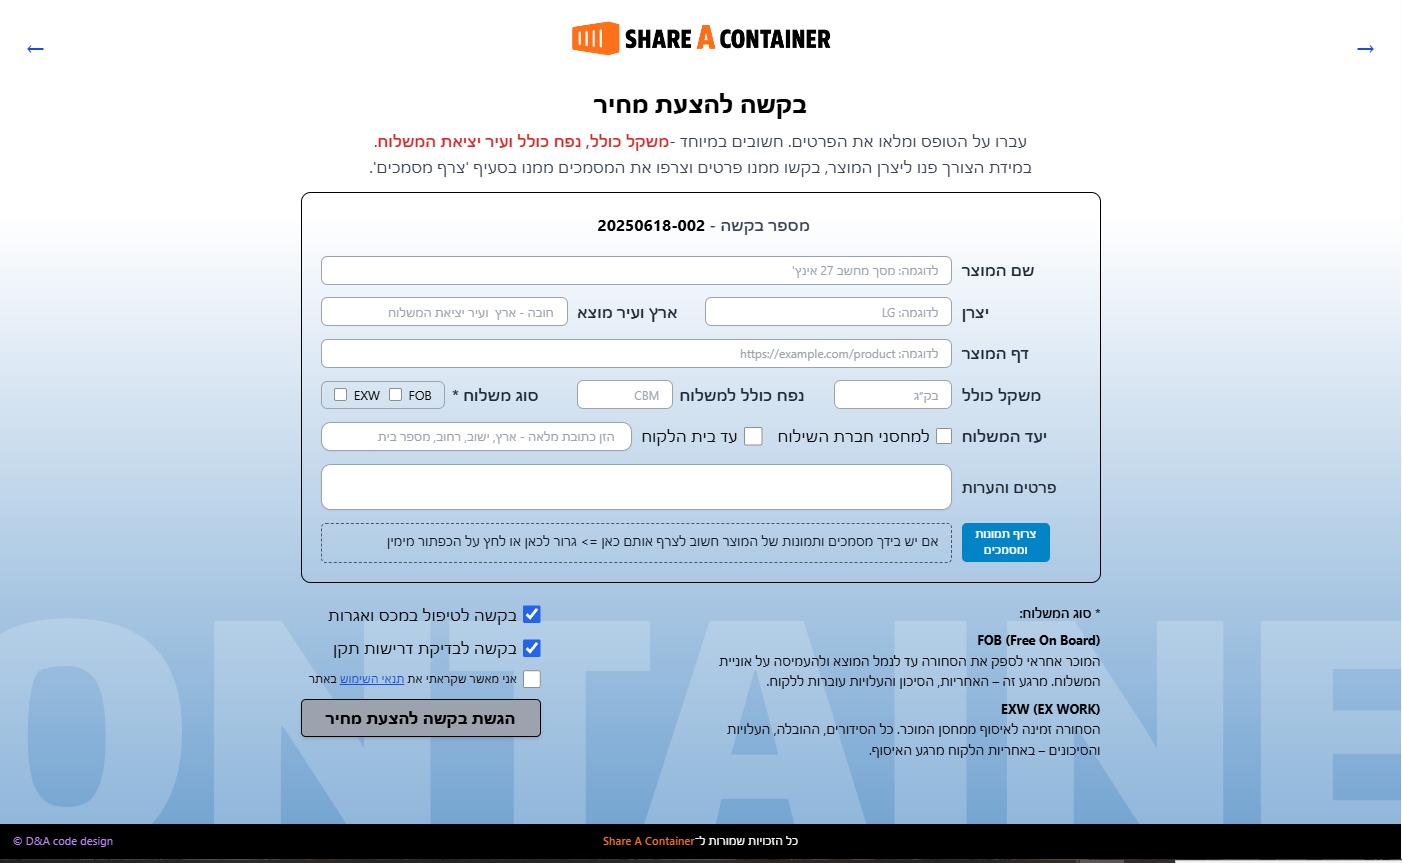 SHARE A CONTAINER
←
→
בקשה להצעת מחיר
עברו על הטופס ומלאו את הפרטים. חשובים במיוחד -משקל כולל, נפח כולל ועיר יציאת המשלוח.
במידת הצורך פנו ליצרן המוצר, בקשו ממנו פרטים וצרפו את המסמכים ממנו בסעיף 'צרף מסמכים'.
מספר בקשה - 20250618-002
שם המוצר לדוגמה: מסך מחשב 27 אינץ'
יצרן לדוגמה: LG ארץ ועיר מוצא חובה - ארץ ועיר יציאת המשלוח
דף המוצר לדוגמה: https://example.com/product
משקל כולל בק"ג נפח כולל למשלוח CBM סוג משלוח * FOB EXW
יעד המשלוח למחסני חברת השילוח עד בית הלקוח הזן כתובת מלאה - ארץ, ישוב, רחוב, מספר בית
פרטים והערות
צרוף תמונות
ומסמכים
אם יש בידך מסמכים ותמונות של המוצר חשוב לצרף אותם כאן => גרור לכאן או לחץ על הכפתור מימין
* סוג המשלוח:
FOB (Free On Board)
המוכר אחראי לספק את הסחורה עד לנמל המוצא ולהעמיסה על אוניית
המשלוח. מרגע זה – האחריות, הסיכון והעלויות עוברות ללקוח.
EXW (EX WORK)
הסחורה זמינה לאיסוף ממחסן המוכר. כל הסידורים, ההובלה, העלויות
והסיכונים – באחריות הלקוח מרגע האיסוף.
בקשה לטיפול במכס ואגרות
בקשה לבדיקת דרישות תקן
אני מאשר שקראתי את תנאי השימוש באתר
הגשת בקשה להצעת מחיר
ONTAINE
כל הזכויות שמורות ל־Share A Container
© D&A code design